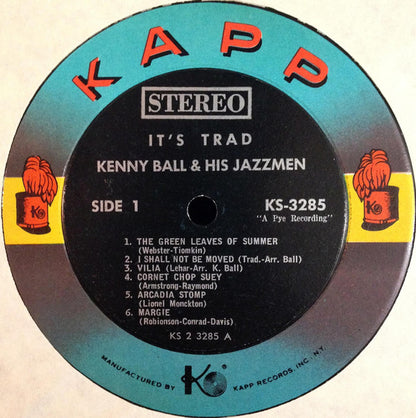 KAPP
STEREO
IT'S TRAD
KENNY BALL & HIS JAZZMEN
SIDE 1
KS-3285
"A Pye Recording"
1. THE GREEN LEAVES OF SUMMER
(Webster-Tiomkin)
2. I SHALL NOT BE MOVED (Trad.-Arr. Ball)
3. VILIA (Lehar-Arr. K. Ball)
4. CORNET CHOP SUEY
(Armstrong-Raymond)
5. ARCADIA STOMP
(Lionel Monckton)
6. MARGIE
(Robionson-Conrad-Davis)
KS 2 3285 A
K
K
MANUFACTURED BY K KAPP RECORDS, INC., N.Y.